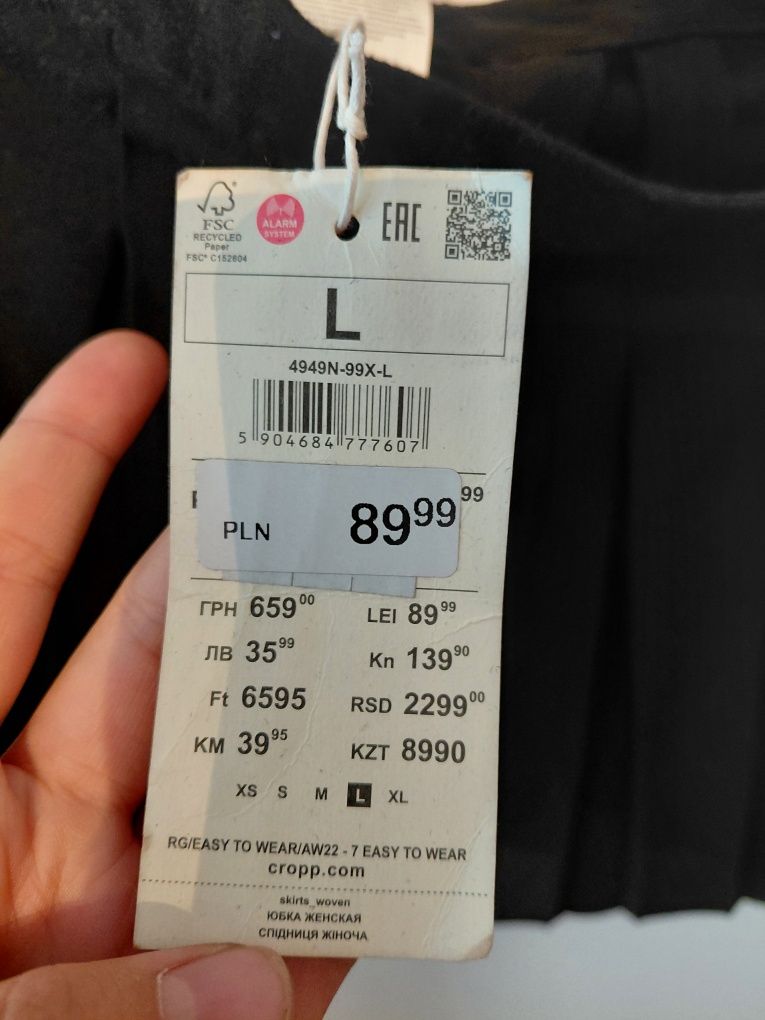 FSC
RECYCLED
Paper
FSC® C152604
ALARM
SYSTEM
EAC
L
4949N-99X-L
5 904684 777607
99
PLN 89⁹⁹
ГРН 659⁰⁰ LEI 89⁹⁹
ЛВ 35⁹⁹ Kn 139⁹⁰
Ft 6595 RSD 2299⁰⁰
KM 39⁹⁵ KZT 8990
XS S M L XL
RG/EASY TO WEAR/AW22 - 7 EASY TO WEAR
cropp.com
skirts_woven
ЮБКА ЖЕНСКАЯ
СПІДНИЦЯ ЖІНОЧА